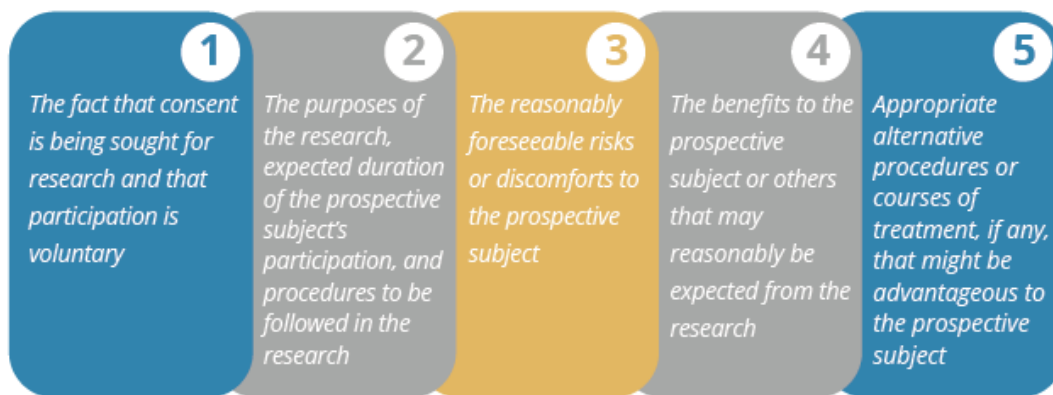 1
The fact that consent
is being sought for
research and that
participation is
voluntary
2
The purposes of
the research,
expected duration
of the prospective
subject's
participation, and
procedures to be
followed in the
research
3
The reasonably
foreseeable risks
or discomforts to
the prospective
subject
4
The benefits to the
prospective
subject or others
that may
reasonably be
expected from the
research
5
Appropriate
alternative
procedures or
courses of
treatment, if any,
that might be
advantageous to
the prospective
subject